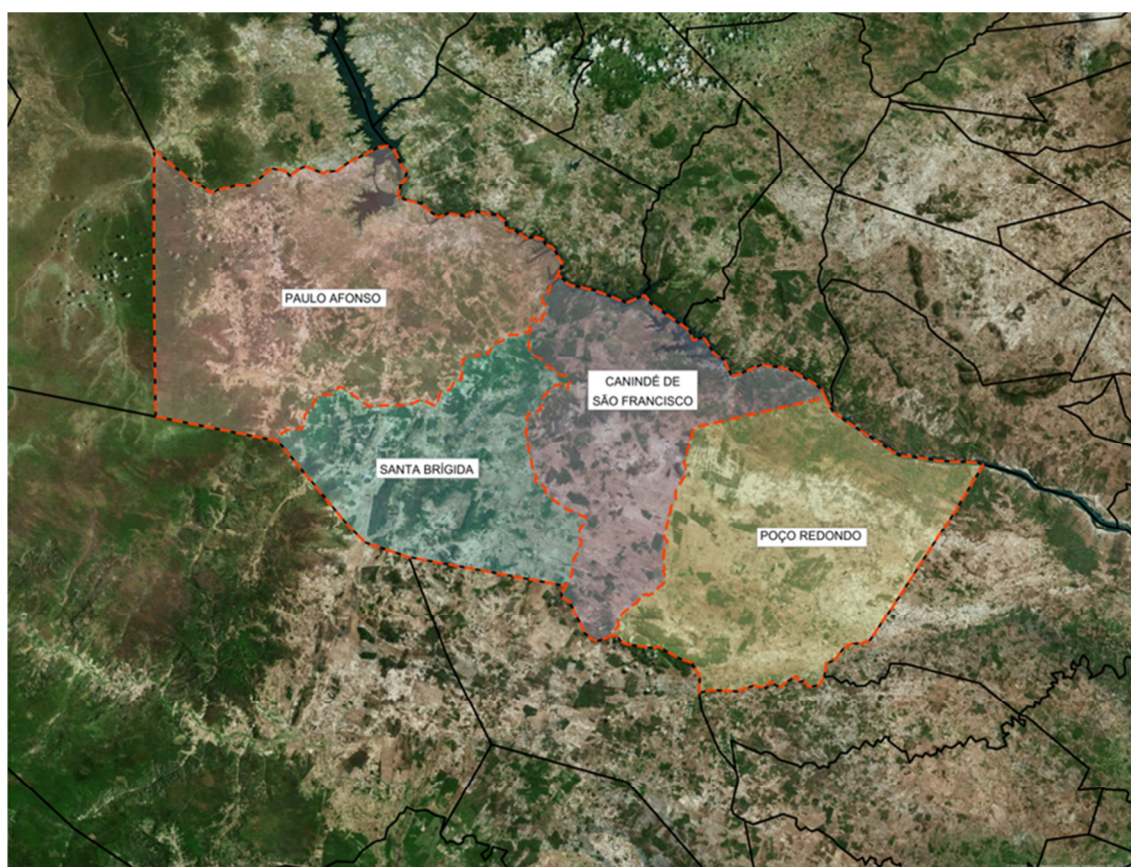 PAULO AFONSO
CANINDÉ DE
SÃO FRANCISCO
SANTA BRÍGIDA
POÇO REDONDO